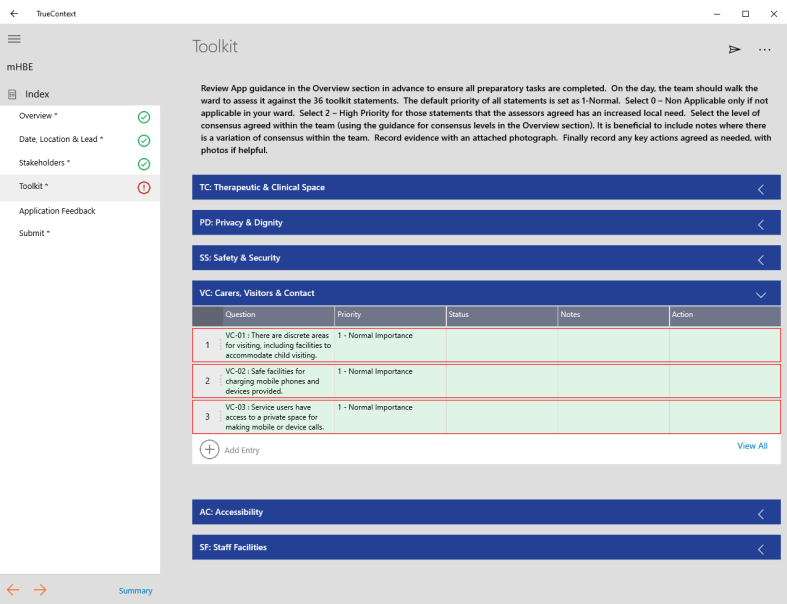 TrueContext
mHBE
Index
Overview *
Date, Location & Lead *
Stakeholders *
Toolkit *
Application Feedback
Submit *
Summary
Toolkit
Review App guidance in the Overview section in advance to ensure all preparatory tasks are completed. On the day, the team should walk the
ward to assess it against the 36 toolkit statements. The default priority of all statements is set as 1-Normal. Select 0 – Non Applicable only if not
applicable in your ward. Select 2 – High Priority for those statements that the assessors agreed has an increased local need. Select the level of
consensus agreed within the team (using the guidance for consensus levels in the Overview section). It is beneficial to include notes where there
is a variation of consensus within the team. Record evidence with an attached photograph. Finally record any key actions agreed as needed, with
photos if helpful.
TC: Therapeutic & Clinical Space
PD: Privacy & Dignity
SS: Safety & Security
VC: Carers, Visitors & Contact
Question Priority Status Notes Action
1 VC-01 : There are discrete areas 1 - Normal Importance
for visiting, including facilities to
accommodate child visiting.
2 VC-02 : Safe facilities for 1 - Normal Importance
charging mobile phones and
devices provided.
3 VC-03 : Service users have 1 - Normal Importance
access to a private space for
making mobile or device calls.
Add Entry View All
AC: Accessibility
SF: Staff Facilities